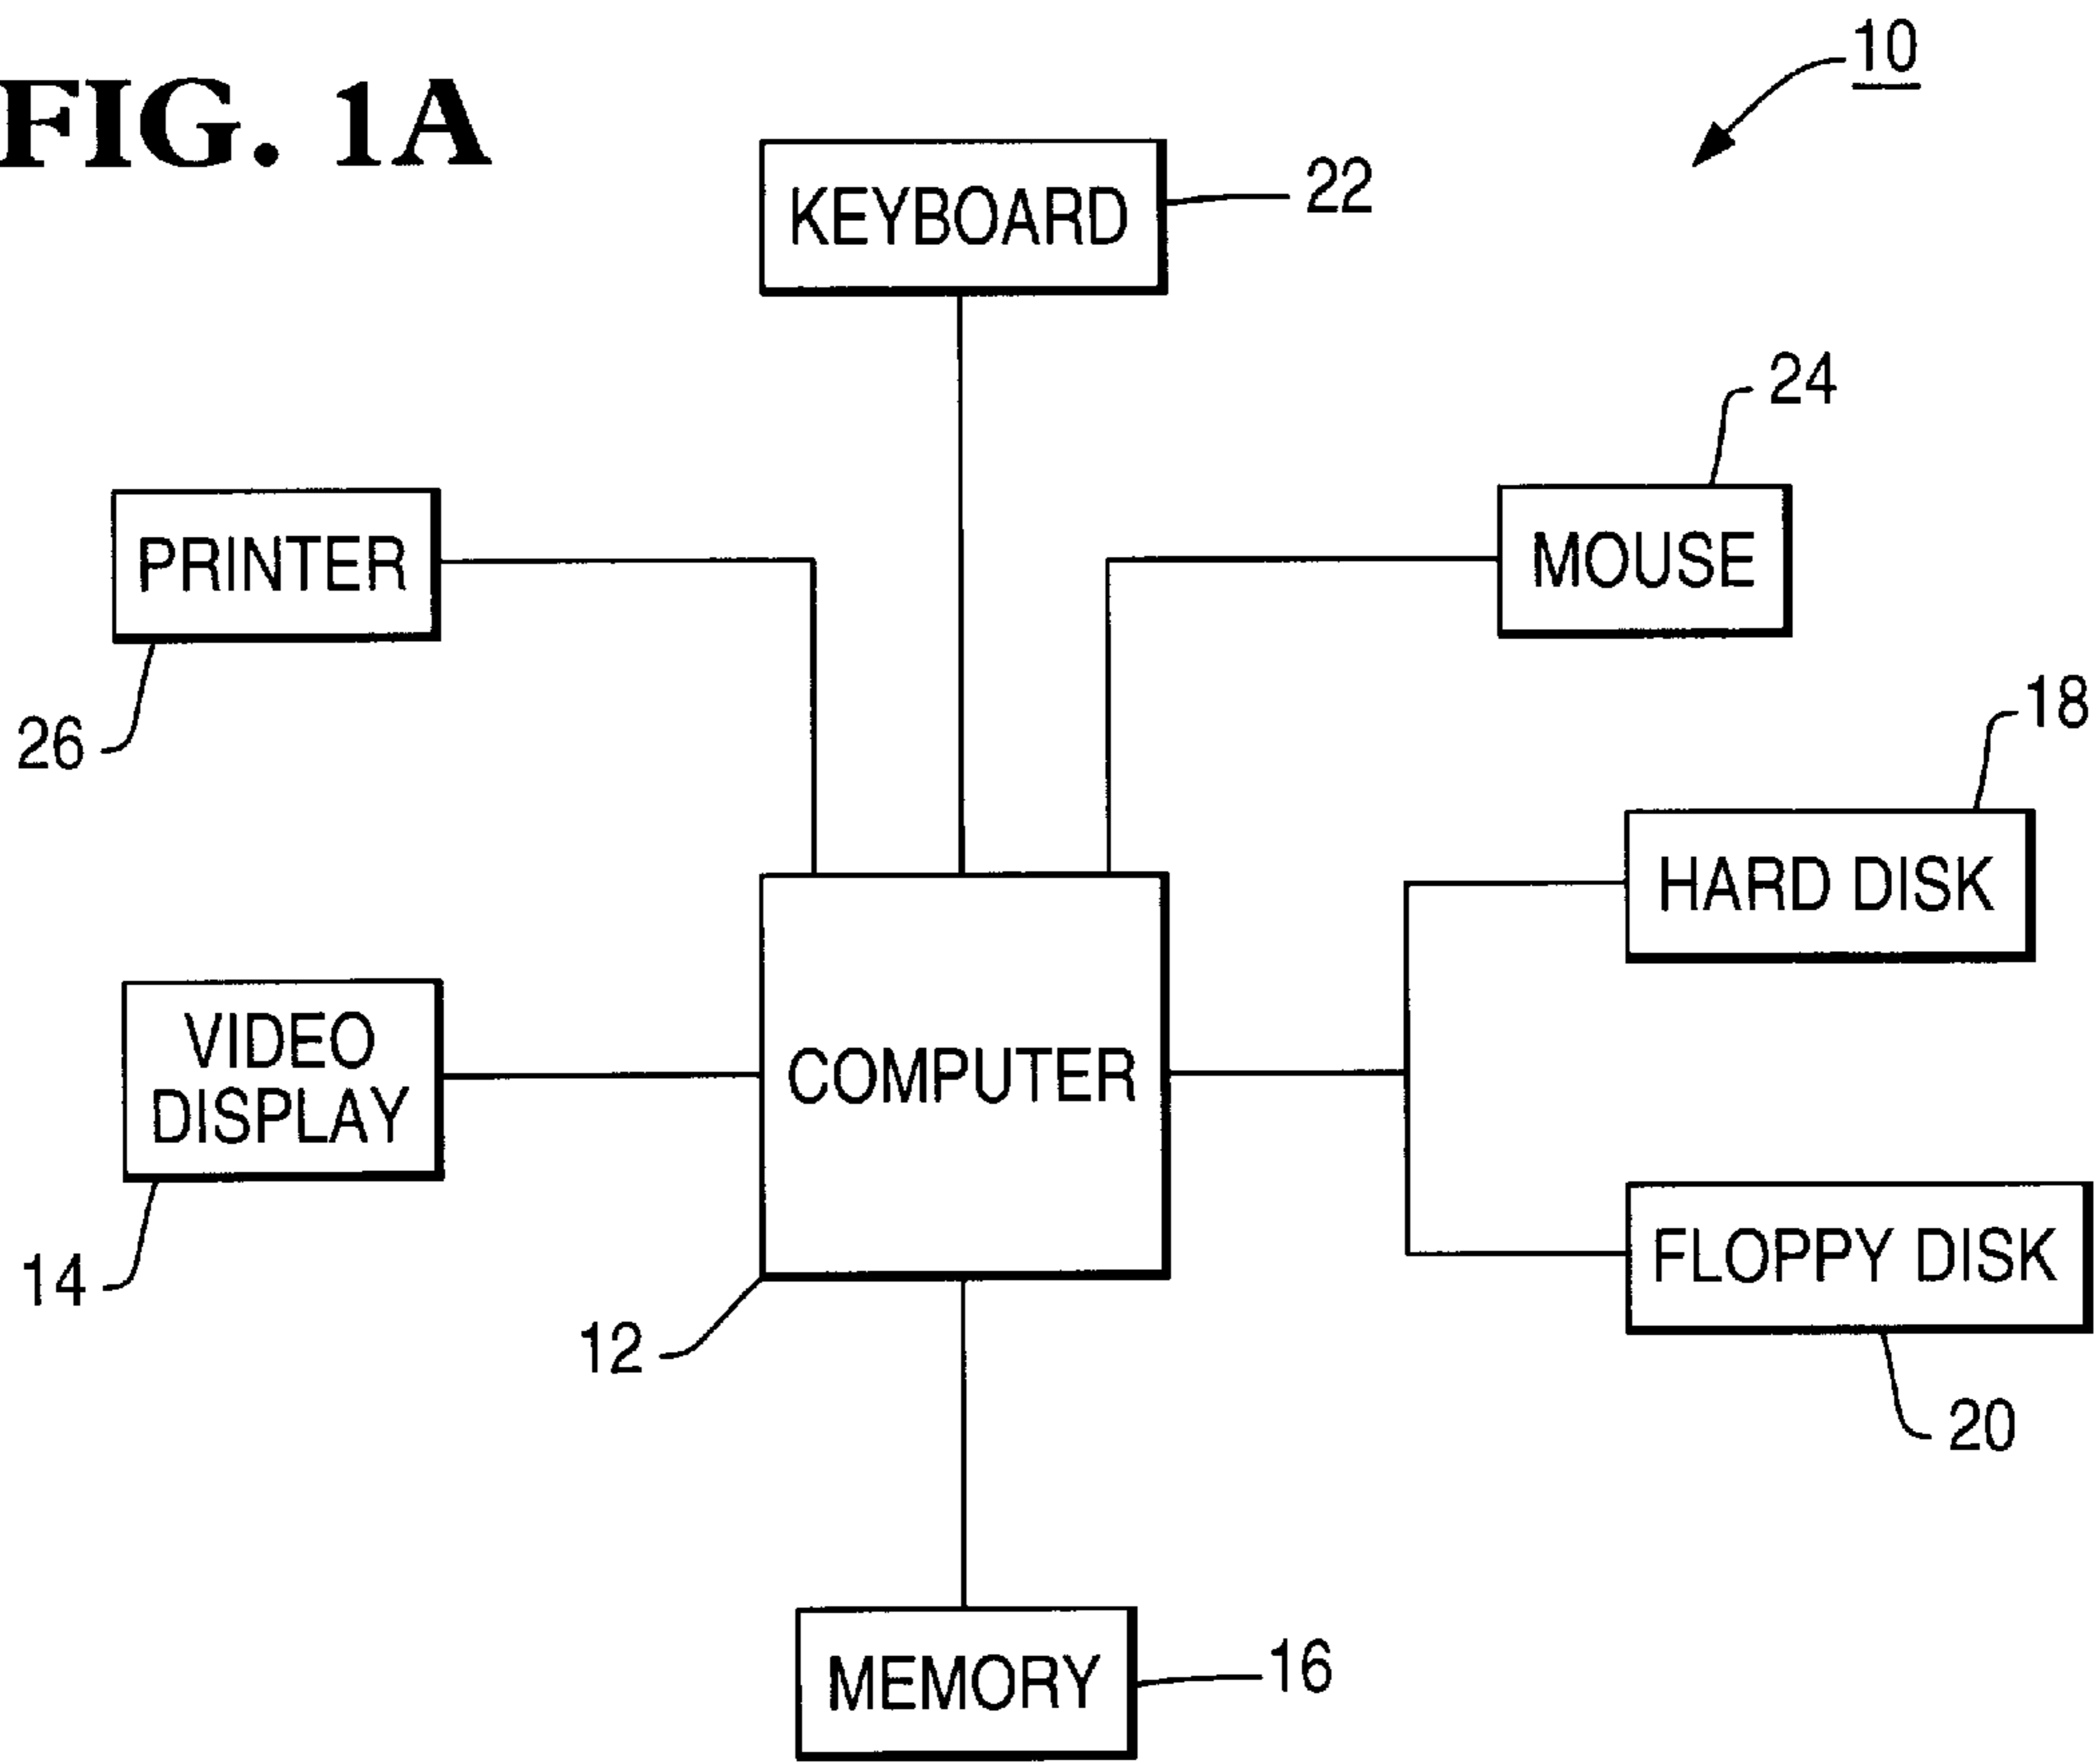 FIG. 1A
10
KEYBOARD
22
24
PRINTER
MOUSE
26
18
HARD DISK
VIDEO
DISPLAY
COMPUTER
14
12
FLOPPY DISK
20
MEMORY
16